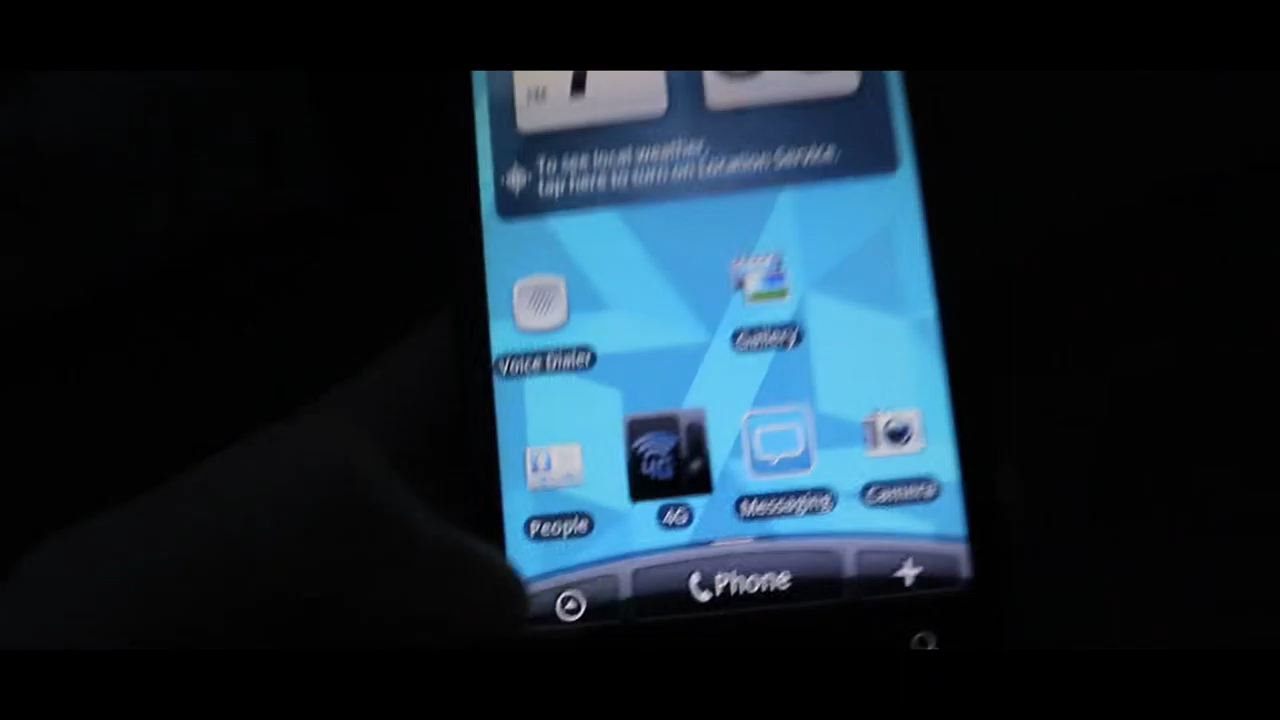 To see local weather,
tap here to turn on Location Service.
Voice Dialer
Gallery
4G
People
4G
Messaging
Camera
Phone